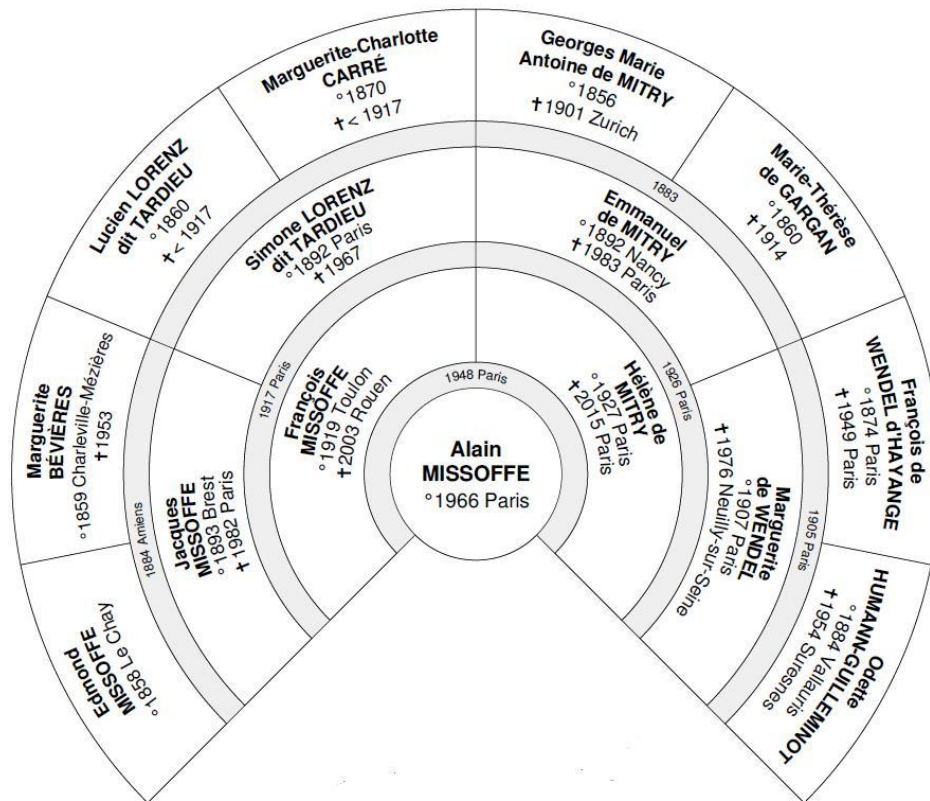 Alain
MISSOFFE
°1966 Paris
1948 Paris
François
MISSOFFE
°1919 Toulon
✝2003 Rouen
Hélène de
MITRY
°1927 Paris
✝2015 Paris
1917 Paris
1926 Paris
Jacques
MISSOFFE
°1893 Brest
✝1982 Paris
Simone LORENZ
dit TARDIEU
°1892 Paris
✝1967
Emmanuel
de MITRY
°1892 Nancy
✝1983 Paris
Marguerite
de WENDEL
°1907 Paris
✝1976 Neuilly-sur-Seine
1884 Amiens
1883
1905 Paris
Edmond
MISSOFFE
°1858 Le Chay
Marguerite
BÉVIÈRES
°1859 Charleville-Mézières
✝1953
Lucien LORENZ
dit TARDIEU
°1860
✝< 1917
Marguerite-Charlotte
CARRÉ
°1870
✝< 1917
Georges Marie
Antoine de MITRY
°1856
✝1901 Zurich
Marie-Thérèse
de GARGAN
°1860
✝1914
François de
WENDEL d'HAYANGE
°1874 Paris
✝1949 Paris
Odette
HUMANN-GUILLEMINOT
°1884 Vallauris
✝1954 Suresnes